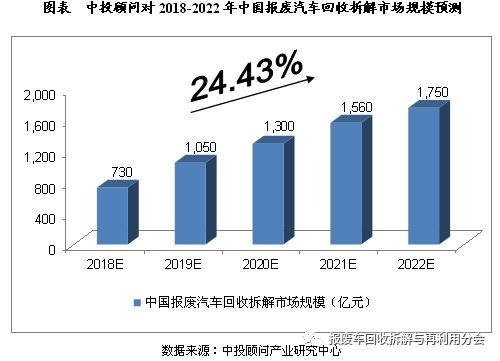 图表 中投顾问对 2018-2022 年中国报废汽车回收拆解市场规模预测
24.43%
2,000
1,600
1,200
800
400
0
730
1,050
1,300
1,560
1,750
2018E 2019E 2020E 2021E 2022E
中国报废汽车回收拆解市场规模（亿元）
报废车回收拆解与再利用分会
数据来源：中投顾问产业研究中心